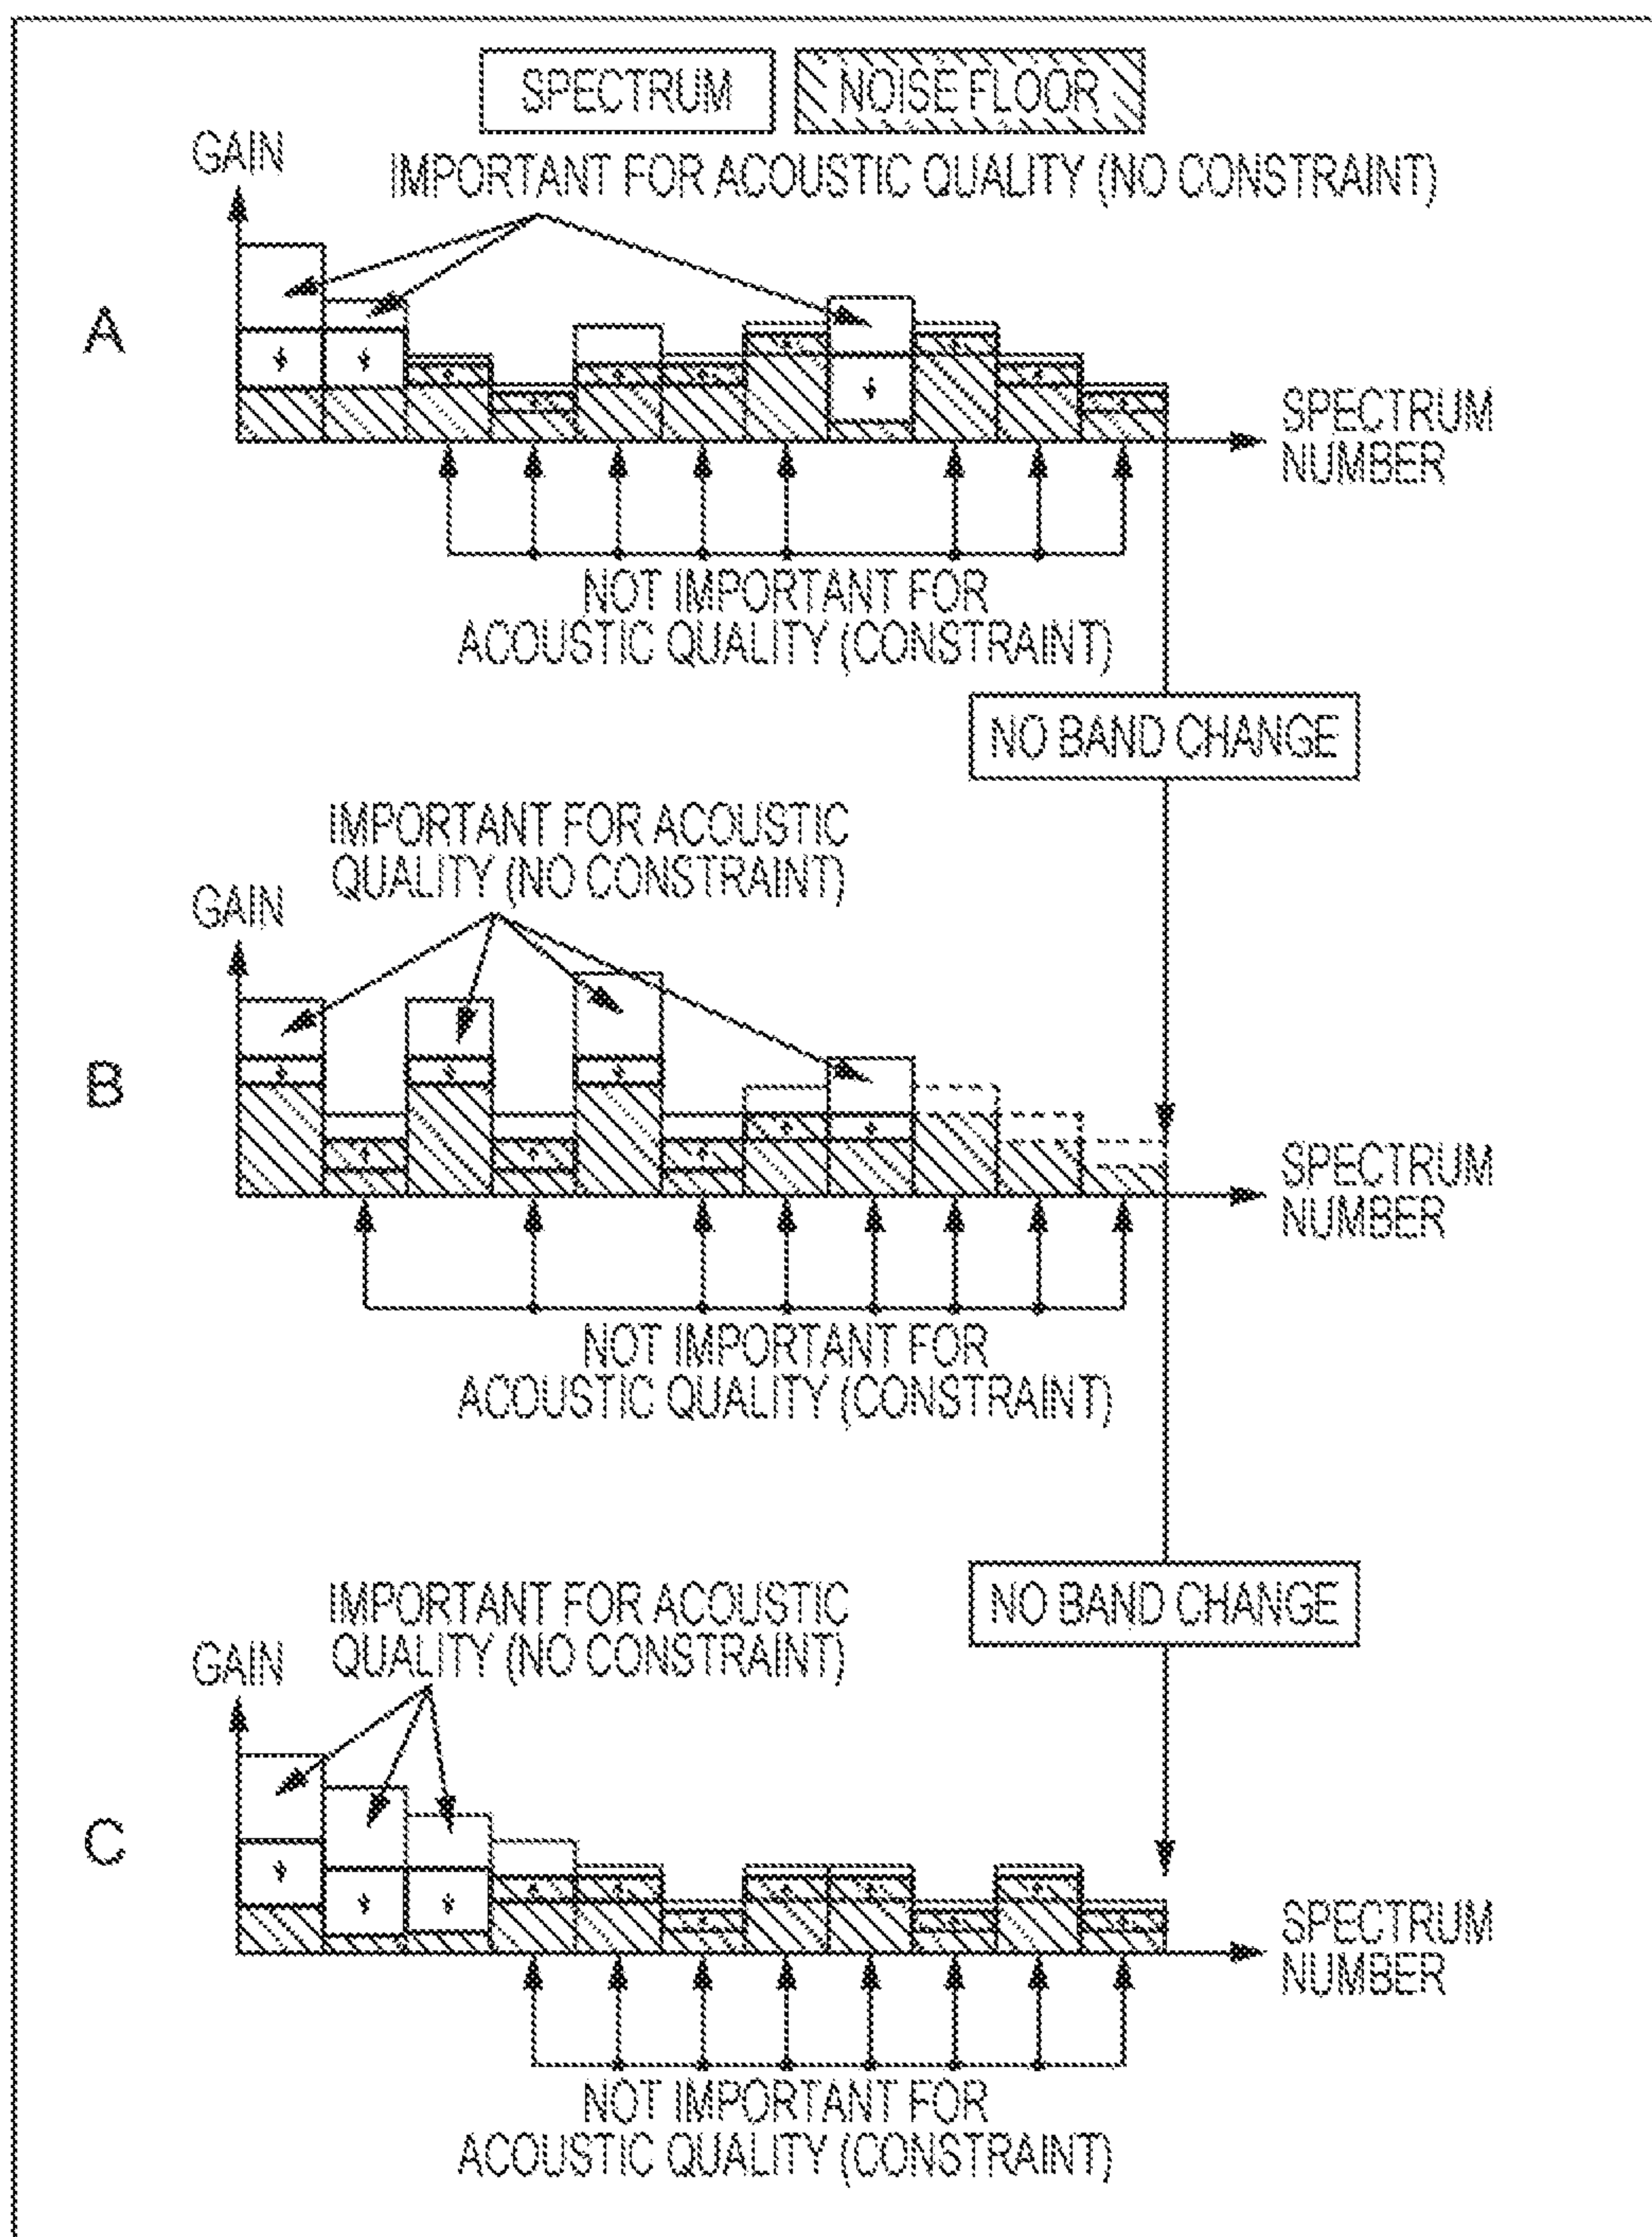 SPECTRUM
NOISE FLOOR
GAIN
IMPORTANT FOR ACOUSTIC QUALITY (NO CONSTRAINT)
A
SPECTRUM
NUMBER
NOT IMPORTANT FOR
ACOUSTIC QUALITY (CONSTRAINT)
NO BAND CHANGE
IMPORTANT FOR ACOUSTIC
QUALITY (NO CONSTRAINT)
GAIN
B
SPECTRUM
NUMBER
NOT IMPORTANT FOR
ACOUSTIC QUALITY (CONSTRAINT)
NO BAND CHANGE
IMPORTANT FOR ACOUSTIC
QUALITY (NO CONSTRAINT)
GAIN
C
SPECTRUM
NUMBER
NOT IMPORTANT FOR
ACOUSTIC QUALITY (CONSTRAINT)